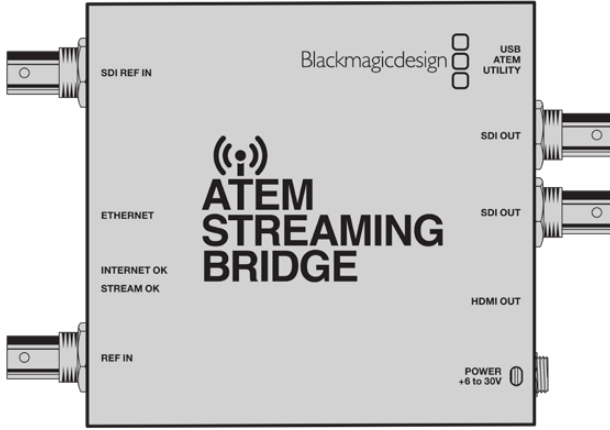 SDI REF IN
Blackmagicdesign
USB
ATEM
UTILITY
SDI OUT
ATEM
STREAMING
BRIDGE
ETHERNET
SDI OUT
INTERNET OK
STREAM OK
HDMI OUT
REF IN
POWER
+6 to 30V